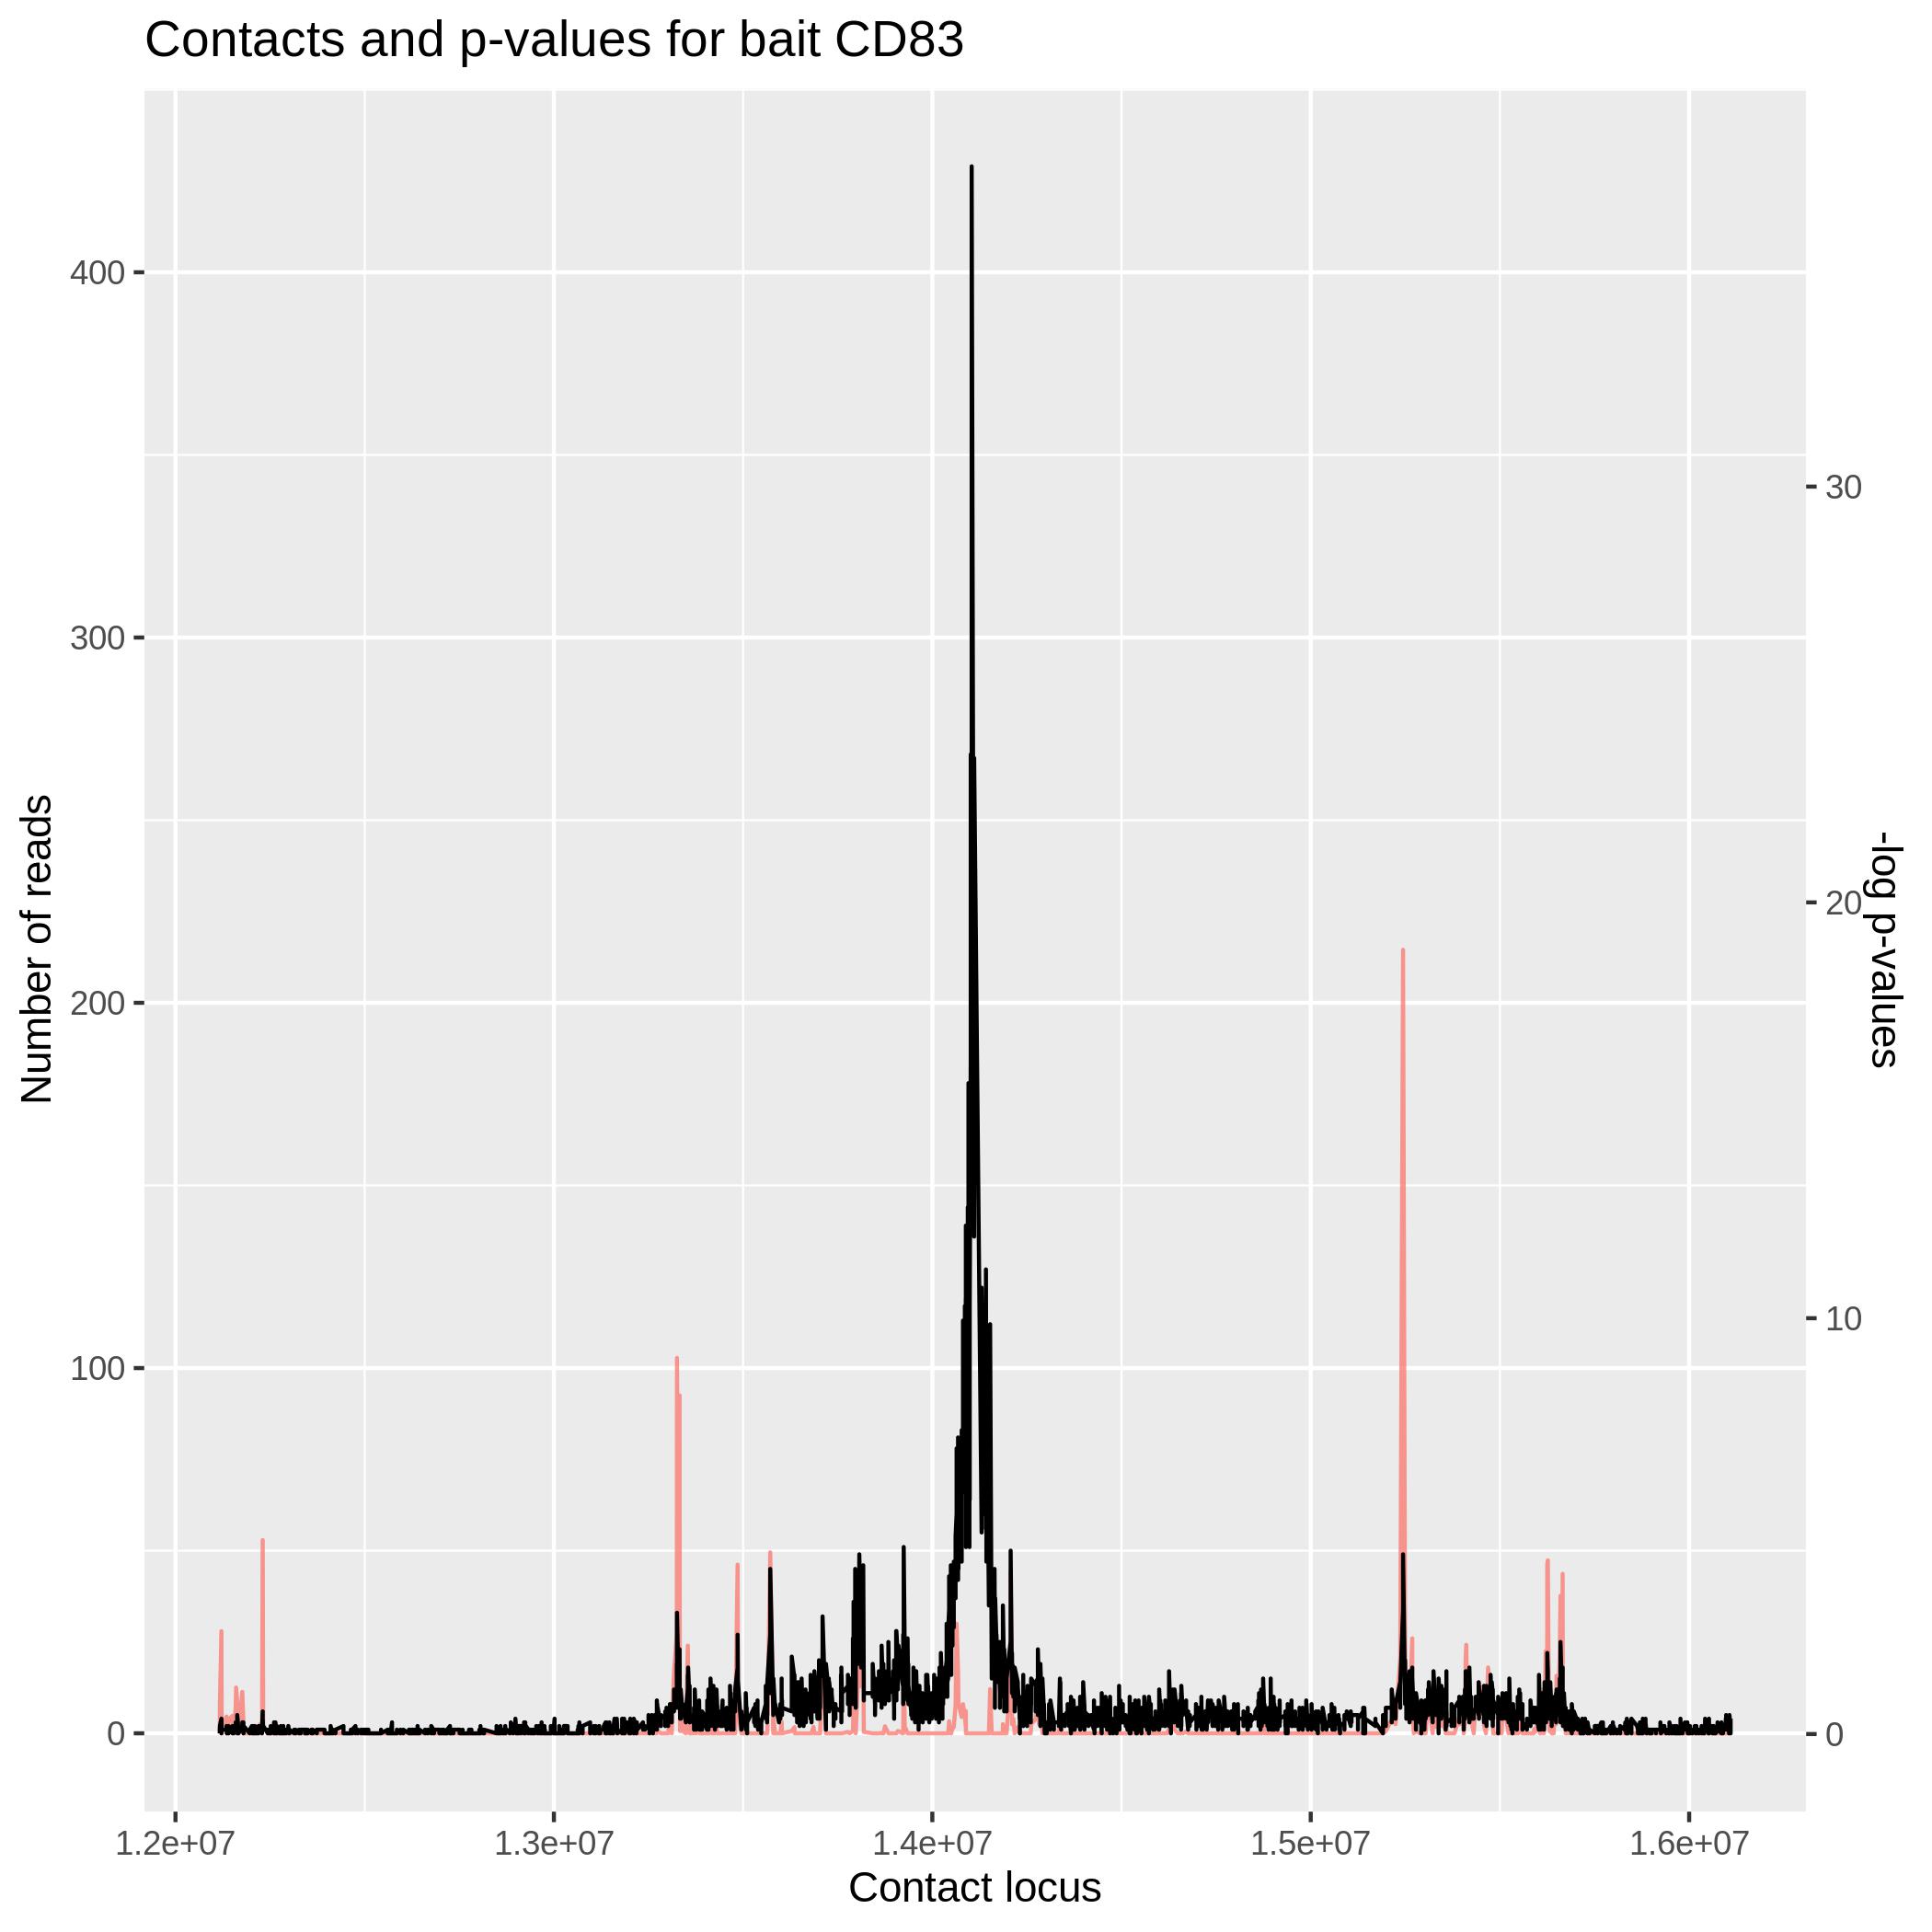 Contacts and p-values for bait CD83
400
300
200
100
0
Number of reads
30
20
10
0
-log p-values
1.2e+07
1.3e+07
1.4e+07
1.5e+07
1.6e+07
Contact locus